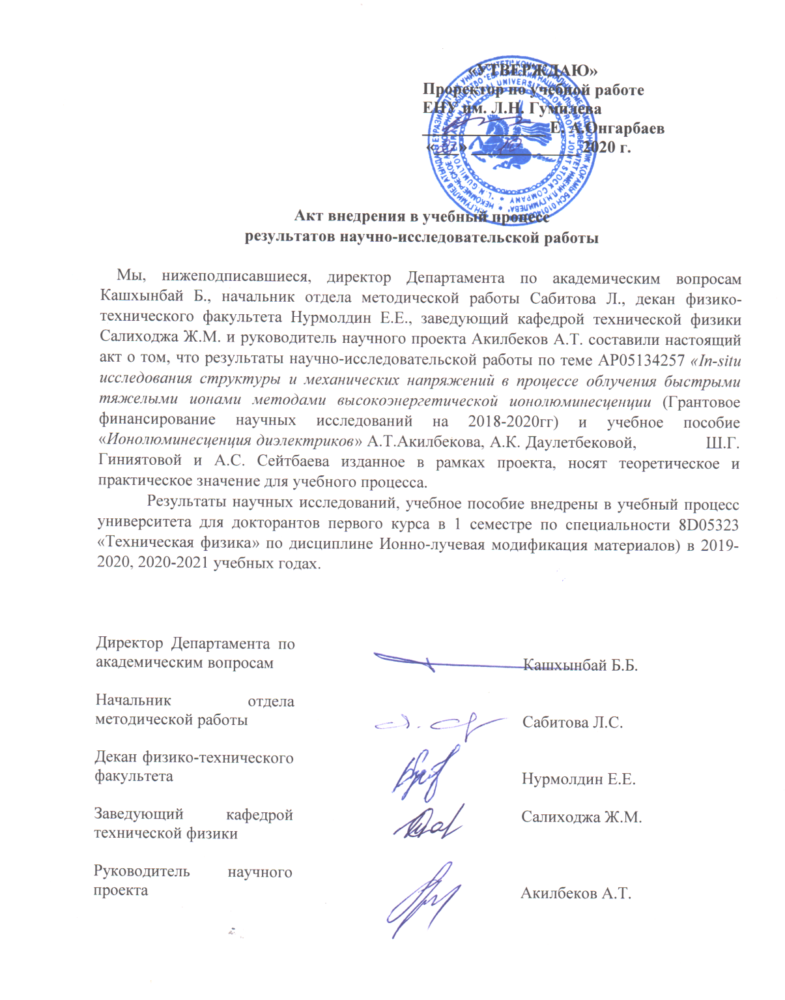 «УТВЕРЖДАЮ»
Проректор по учебной работе
ЕНУ им. Л.Н. Гумилева
Е. А.Онгарбаев
« » 2020 г.
Акт внедрения в учебный процесс
результатов научно-исследовательской работы
Мы, нижеподписавшиеся, директор Департамента по академическим вопросам
Кашхынбай Б., начальник отдела методической работы Сабитова Л., декан физико-
технического факультета Нурмолдин Е.Е., заведующий кафедрой технической физики
Салиходжа Ж.М. и руководитель научного проекта Акилбеков А.Т. составили настоящий
акт о том, что результаты научно-исследовательской работы по теме АР05134257 «In-situ
исследования структуры и механических напряжений в процессе облучения быстрыми
тяжелыми ионами методами высокоэнергетической ионолюминесценции (Грантовое
финансирование научных исследований на 2018-2020гг) и учебное пособие
«Ионолюминесценция диэлектриков» А.Т.Акилбекова, А.К. Даулетбековой, Ш.Г.
Гиниятовой и А.С. Сейтбаева изданное в рамках проекта, носят теоретическое и
практическое значение для учебного процесса.
Результаты научных исследований, учебное пособие внедрены в учебный процесс
университета для докторантов первого курса в 1 семестре по специальности 8D05323
«Техническая физика» по дисциплине Ионно-лучевая модификация материалов) в 2019-
2020, 2020-2021 учебных годах.
Директор Департамента по
академическим вопросам Кашхынбай Б.Б.
Начальник отдела
методической работы Сабитова Л.С.
Декан физико-технического
факультета Нурмолдин Е.Е.
Заведующий кафедрой Салиходжа Ж.М.
технической физики
Руководитель научного
проекта Акилбеков А.Т.